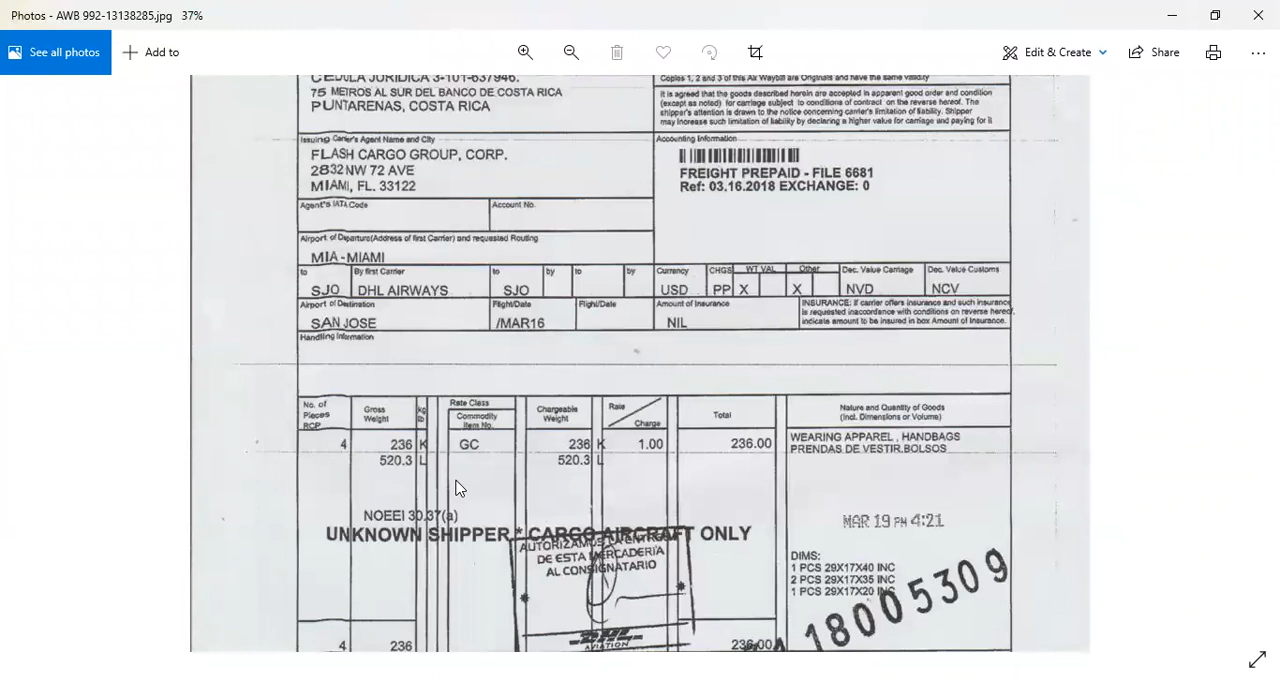 Photos - AWB 992-13138285.jpg 37%
See all photos
Add to
Edit & Create
Share
CEDULA JURIDICA 3-101-637946.
75 METROS AL SUR DEL BANCO DE COSTA RICA
PUNTARENAS, COSTA RICA
Copies 1, 2 and 3 of this Air Waybill are Originals and have the same validity
It is agreed that the goods described herein are accepted in apparent good order and condition
(except as noted) for carriage subject to conditions of contract on the reverse hereof. The
shipper's attention is drawn to the notice concerning carrier's limitation of liability. Shipper
may increase such limitation of liability by declaring a higher value for carriage and paying for it
Issuing Carier's Agent Name and City
FLASH CARGO GROUP, CORP.
2832 NW 72 AVE
MIAMI, FL. 33122
Accounting Information
FREIGHT PREPAID - FILE 6681
Ref: 03.16.2018 EXCHANGE: 0
Agent's IATA Code
Account No.
Airport of Departure(Address of first Carrier) and requested Routing
MIA -MIAMI
to By first Carrier to by to by Currency CHGS WT VAL Other Dec. Value Carriage Dec. Value Customs
SJO DHL AIRWAYS SJO USD PP X X NVD NCV
Airport of Destination Flight/Date Flight/Date Amount of Insurance
SAN JOSE /MAR16 NIL
INSURANCE: If carrier offers insurance and such insurance
is requested inaccordance with conditions on reverse hereof,
indicate amount to be insured in box Amount of Insurance.
Handling Information
No. of
Pieces
RCP
Gross
Weight
kg
lb
Rate Class
Commodity
Item No.
Chargeable
Weight
Rate
Charge
Total
Nature and Quantity of Goods
(Incl. Dimensions or Volume)
4 236 K GC 236 K 1.00 236.00 WEARING APPAREL , HANDBAGS
520.3 L 520.3 L PRENDAS DE VESTIR.BOLSOS
NOEEI 30.37(a)
MAR 19 PM 4:21
UNKNOWN SHIPPER * CARGO AIRCRAFT ONLY
AUTORIZAMOS LA ENTREGA
DE ESTA MERCADERIA
AL CONSIGNATARIO
AVIATION
DIMS:
1 PCS 29X17X40 INC
2 PCS 29X17X35 INC
1 PCS 29X17X20 INC
18005309
4 236 236.00